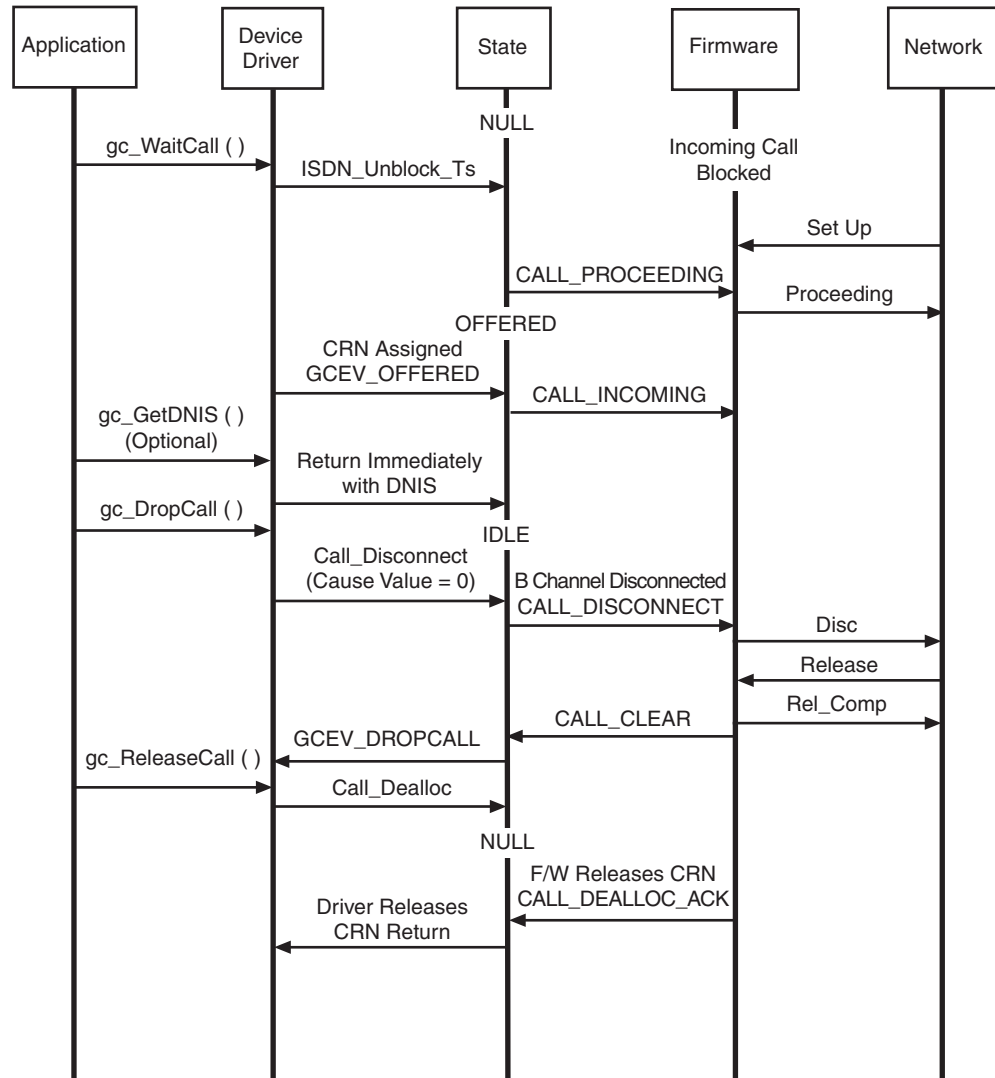 Application
Device
Driver
State
Firmware
Network
NULL
gc_WaitCall ( )
Incoming Call
Blocked
ISDN_Unblock_Ts
Set Up
CALL_PROCEEDING
Proceeding
OFFERED
CRN Assigned
GCEV_OFFERED
CALL_INCOMING
gc_GetDNIS ( )
(Optional)
Return Immediately
with DNIS
gc_DropCall ( )
IDLE
Call_Disconnect
(Cause Value = 0)
B Channel Disconnected
CALL_DISCONNECT
Disc
Release
Rel_Comp
CALL_CLEAR
GCEV_DROPCALL
gc_ReleaseCall ( )
Call_Dealloc
NULL
F/W Releases CRN
CALL_DEALLOC_ACK
Driver Releases
CRN Return